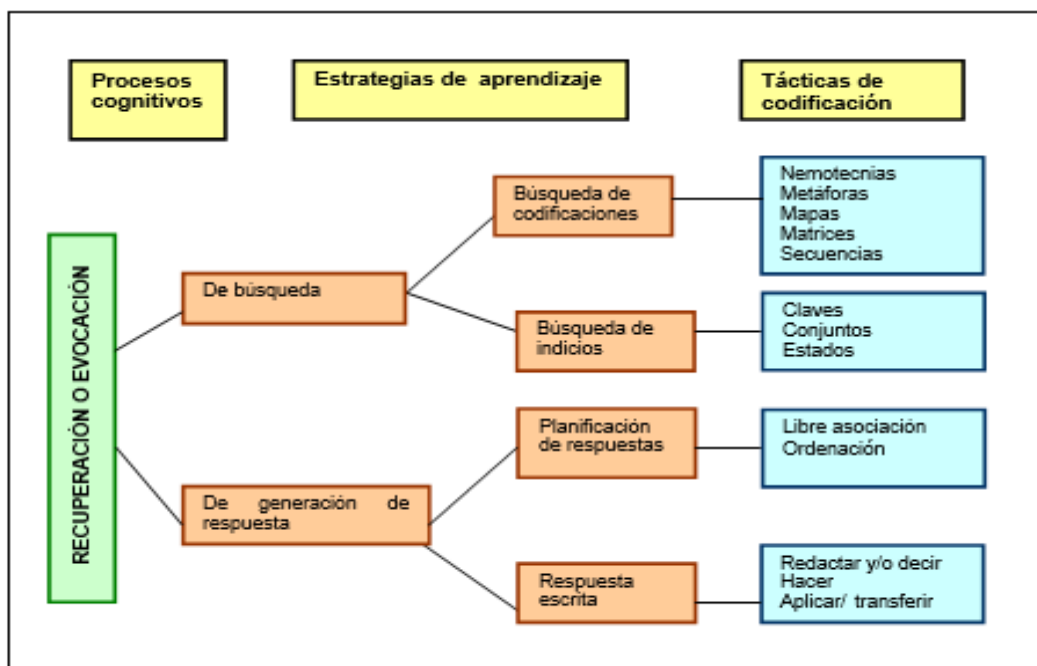 Procesos
cognitivos
Estrategias de aprendizaje
Tácticas de
codificación
RECUPERACIÓN O EVOCACIÓN
De búsqueda
Búsqueda de
codificaciones
Nemotecnias
Metáforas
Mapas
Matrices
Secuencias
Búsqueda de
indicios
Claves
Conjuntos
Estados
De generación de
respuesta
Planificación
de respuestas
Libre asociación
Ordenación
Respuesta
escrita
Redactar y/o decir
Hacer
Aplicar/ transferir